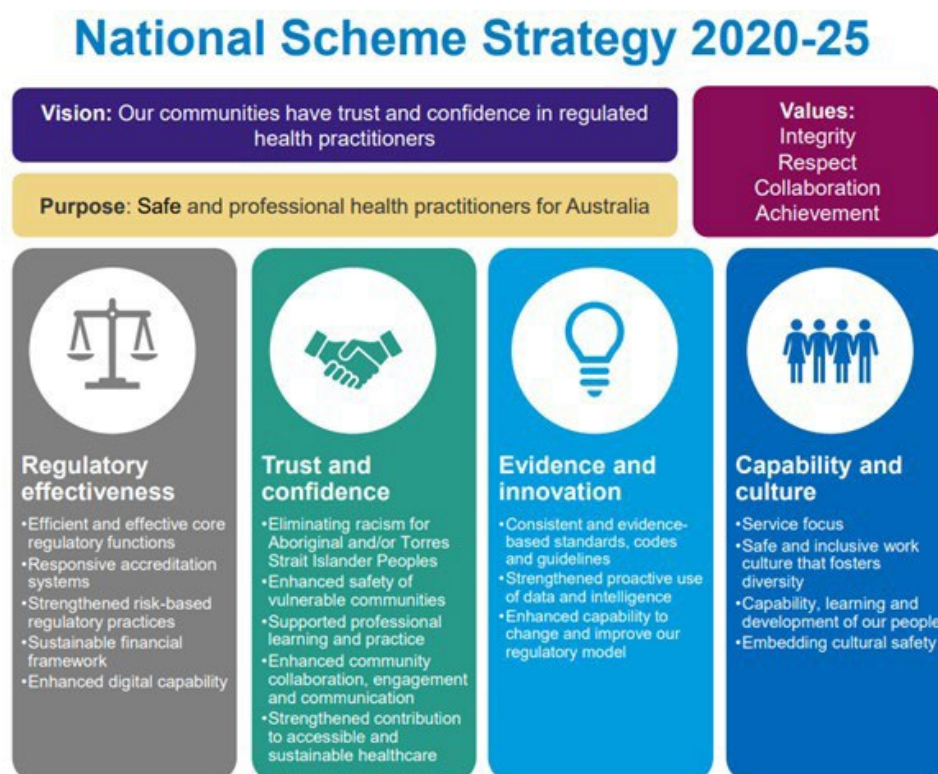 National Scheme Strategy 2020-25
Vision: Our communities have trust and confidence in regulated
health practitioners
Purpose: Safe and professional health practitioners for Australia
Values:
Integrity
Respect
Collaboration
Achievement
Regulatory
effectiveness
•Efficient and effective core
regulatory functions
•Responsive accreditation
systems
•Strengthened risk-based
regulatory practices
•Sustainable financial
framework
•Enhanced digital capability
Trust and
confidence
•Eliminating racism for
Aboriginal and/or Torres
Strait Islander Peoples
•Enhanced safety of
vulnerable communities
•Supported professional
learning and practice
•Enhanced community
collaboration, engagement
and communication
•Strengthened contribution
to accessible and
sustainable healthcare
Evidence and
innovation
•Consistent and evidence-
based standards, codes
and guidelines
•Strengthened proactive use
of data and intelligence
•Enhanced capability to
change and improve our
regulatory model
Capability and
culture
•Service focus
•Safe and inclusive work
culture that fosters
diversity
•Capability, learning and
development of our people
•Embedding cultural safety